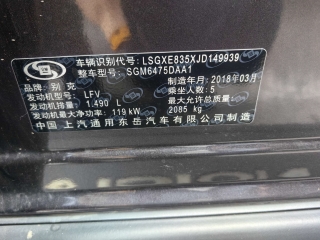 车辆识别代号：LSGXE835XJD149939
整车型号：SGM6475DAA1
品牌：别克 制造年月：2018年03月
发动机型号：LFV 乘坐人数：5
发动机排量：1.490 L 最大允许总质量：
发动机最大净功率：119 kW 2085 kg
中国 上汽通用东岳汽车有限公司 制造